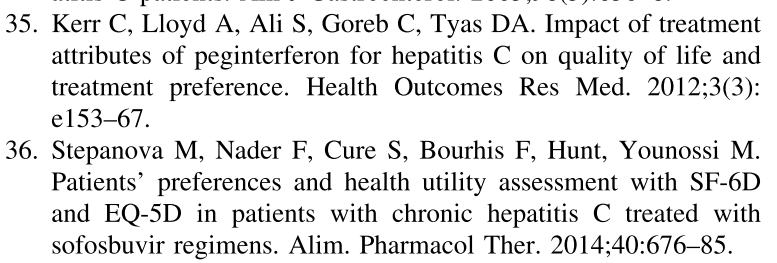 35. Kerr C, Lloyd A, Ali S, Goreb C, Tyas DA. Impact of treatment
attributes of peginterferon for hepatitis C on quality of life and
treatment preference. Health Outcomes Res Med. 2012;3(3):
e153–67.
36. Stepanova M, Nader F, Cure S, Bourhis F, Hunt, Younossi M.
Patients’ preferences and health utility assessment with SF-6D
and EQ-5D in patients with chronic hepatitis C treated with
sofosbuvir regimens. Alim. Pharmacol Ther. 2014;40:676–85.